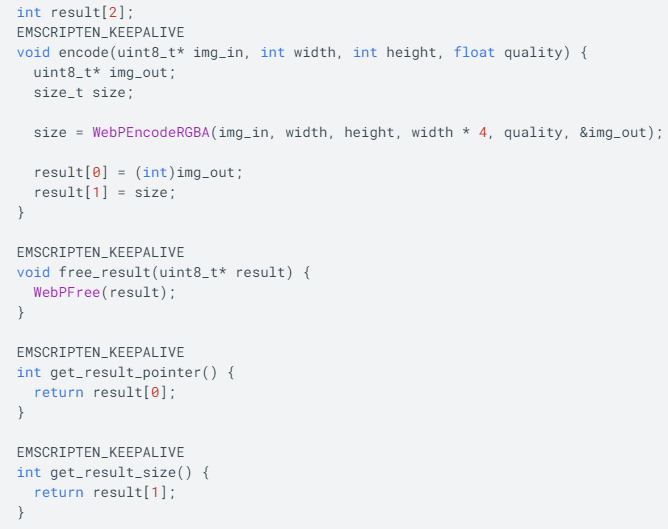 int result[2];
EMSCRIPTEN_KEEPALIVE
void encode(uint8_t* img_in, int width, int height, float quality) {
  uint8_t* img_out;
  size_t size;

  size = WebPEncodeRGBA(img_in, width, height, width * 4, quality, &img_out);

  result[0] = (int)img_out;
  result[1] = size;
}

EMSCRIPTEN_KEEPALIVE
void free_result(uint8_t* result) {
  WebPFree(result);
}

EMSCRIPTEN_KEEPALIVE
int get_result_pointer() {
  return result[0];
}

EMSCRIPTEN_KEEPALIVE
int get_result_size() {
  return result[1];
}